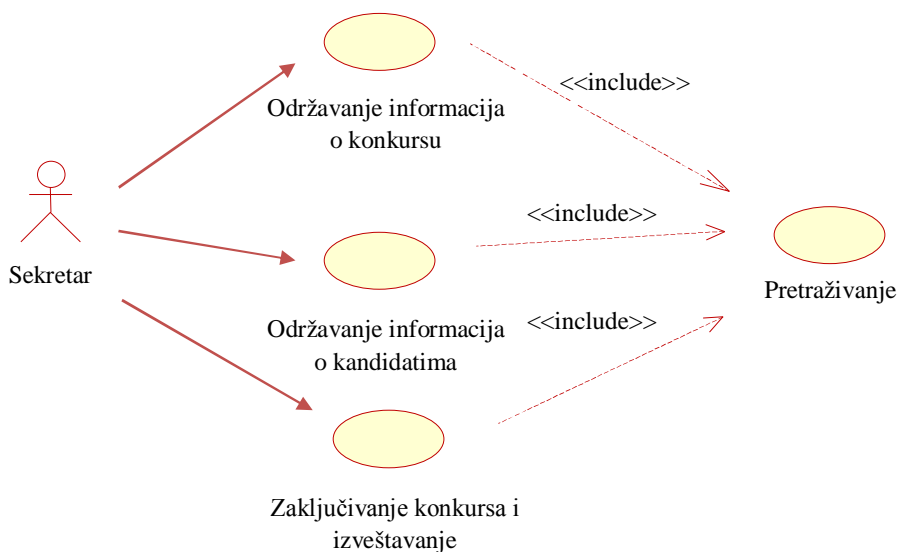 <<include>>
Održavanje informacija
o konkursu
<<include>>
Sekretar
Pretraživanje
Održavanje informacija
o kandidatima
<<include>>
Zaključivanje konkursa i
izveštavanje